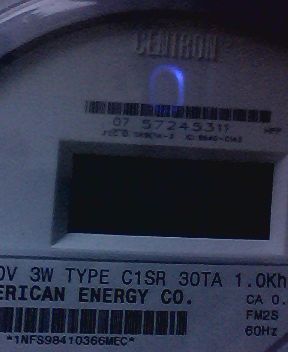 CENTRON
07 57245311
0V 3W TYPE C1SR 30TA 1.0Kh
ERICAN ENERGY CO.
CA 0.
FM2S
60Hz
*1NFS98410366MEC*